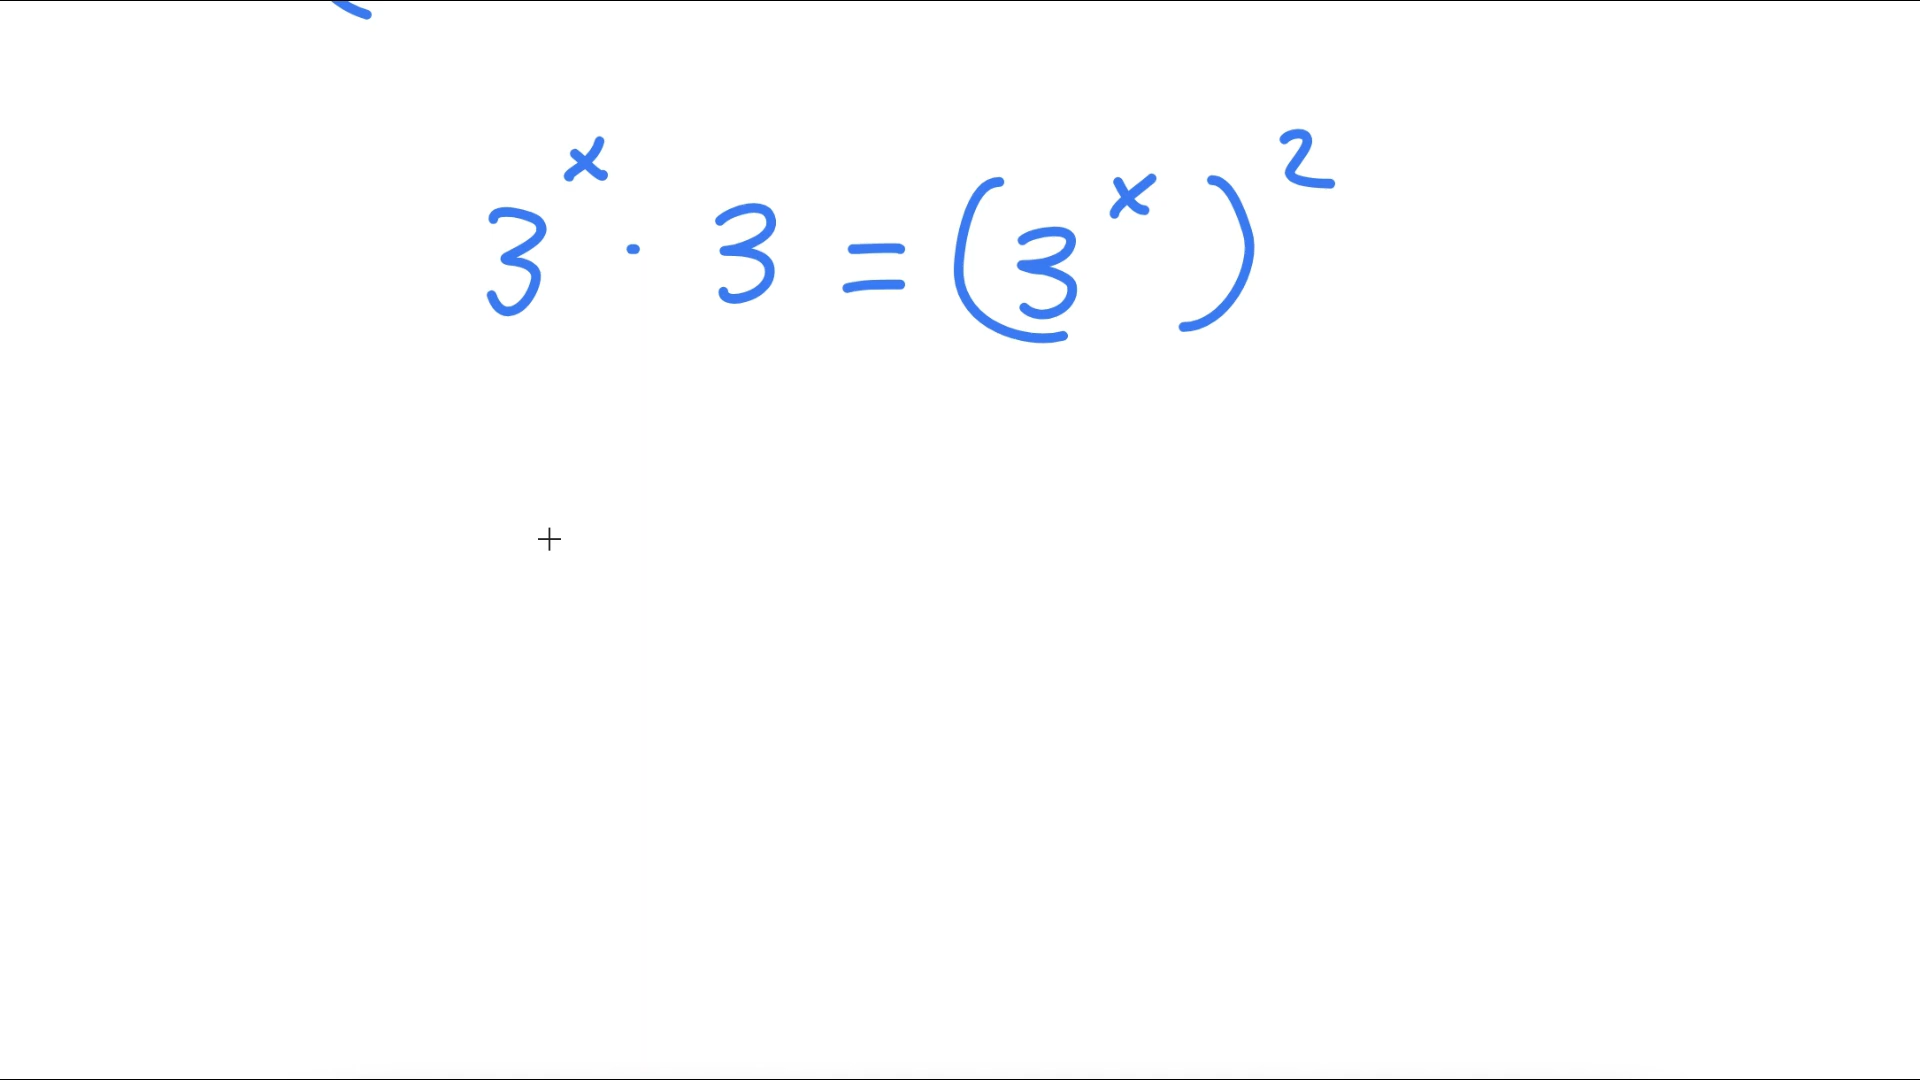 3^x · 3 = (3^x)^2